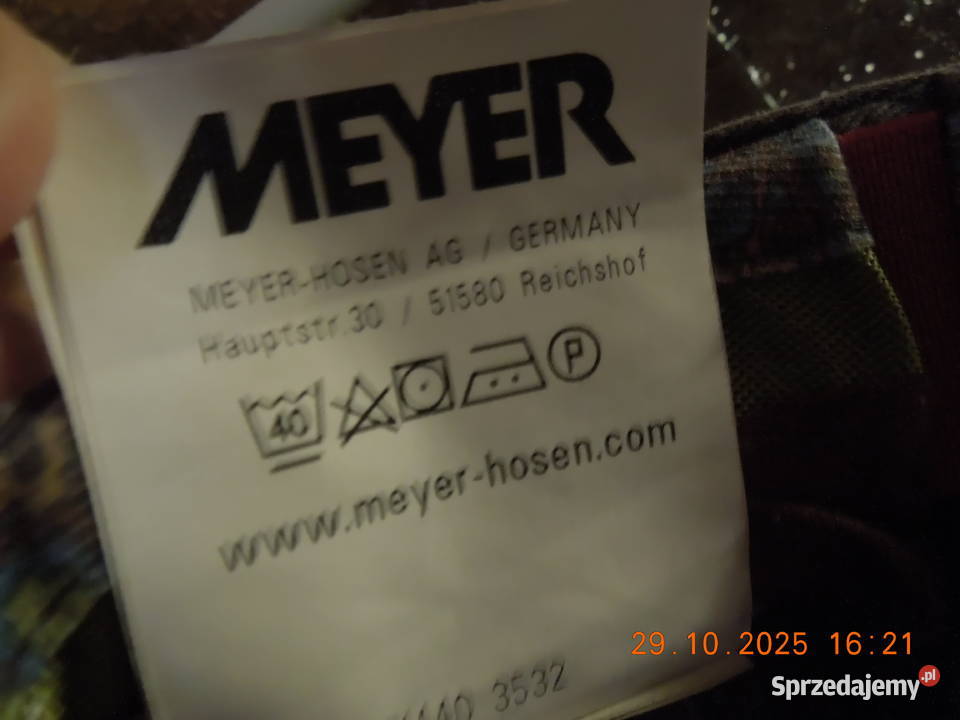 MEYER
MEYER-HOSEN AG / GERMANY
Hauptstr.30 / 51580 Reichshof
40 P
www.meyer-hosen.com
3532
29.10.2025 16:21
Sprzedajemy.pl